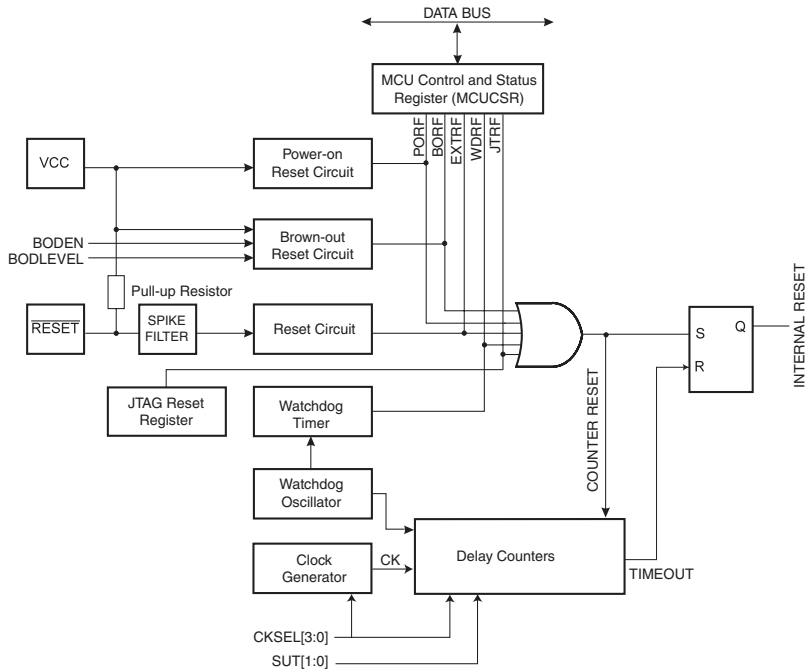 DATA BUS
MCU Control and Status
Register (MCUCSR)
PORF
BORF
EXTRF
WDRF
JTRF
VCC
Power-on
Reset Circuit
BODEN
BODLEVEL
Brown-out
Reset Circuit
Pull-up Resistor
RESET
SPIKE
FILTER
Reset Circuit
S
Q
R
INTERNAL RESET
JTAG Reset
Register
Watchdog
Timer
COUNTER RESET
Watchdog
Oscillator
Clock
Generator
CK
Delay Counters
TIMEOUT
CKSEL[3:0]
SUT[1:0]